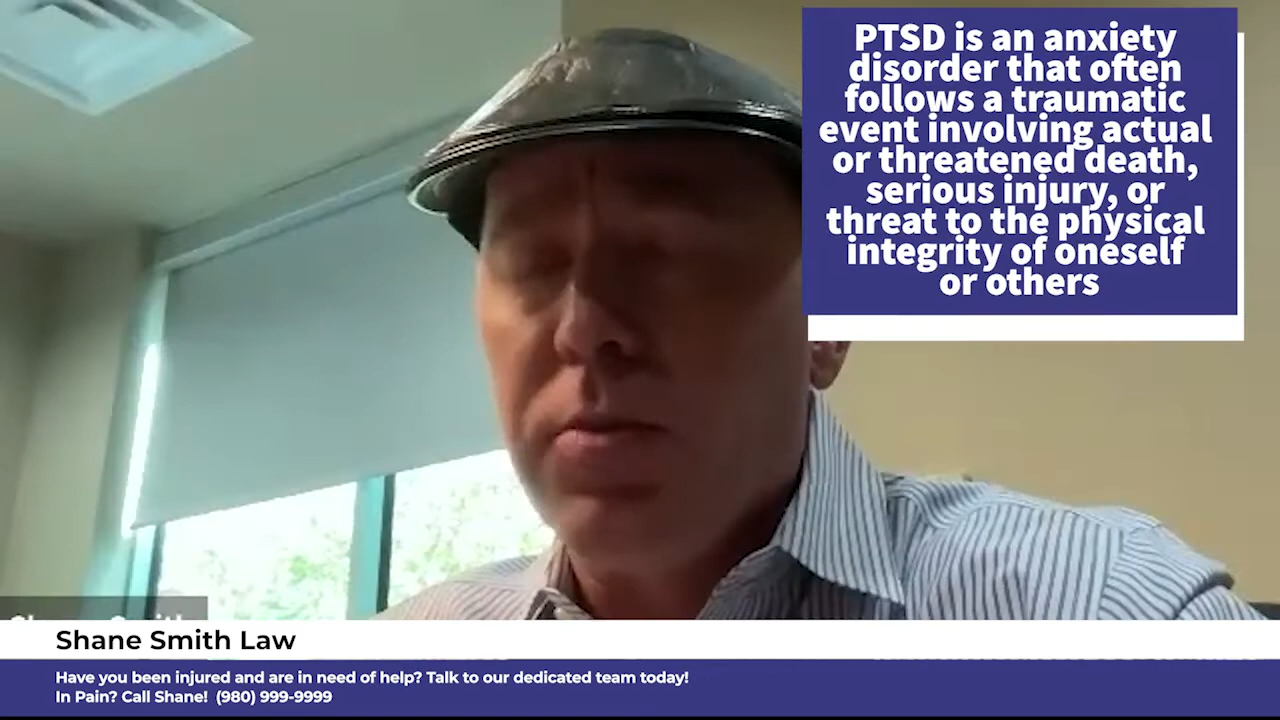 PTSD is an anxiety
disorder that often
follows a traumatic
event involving actual
or threatened death,
serious injury, or
threat to the physical
integrity of oneself
or others
Shane Smith Law
Have you been injured and are in need of help? Talk to our dedicated team today!
In Pain? Call Shane! (980) 999-9999